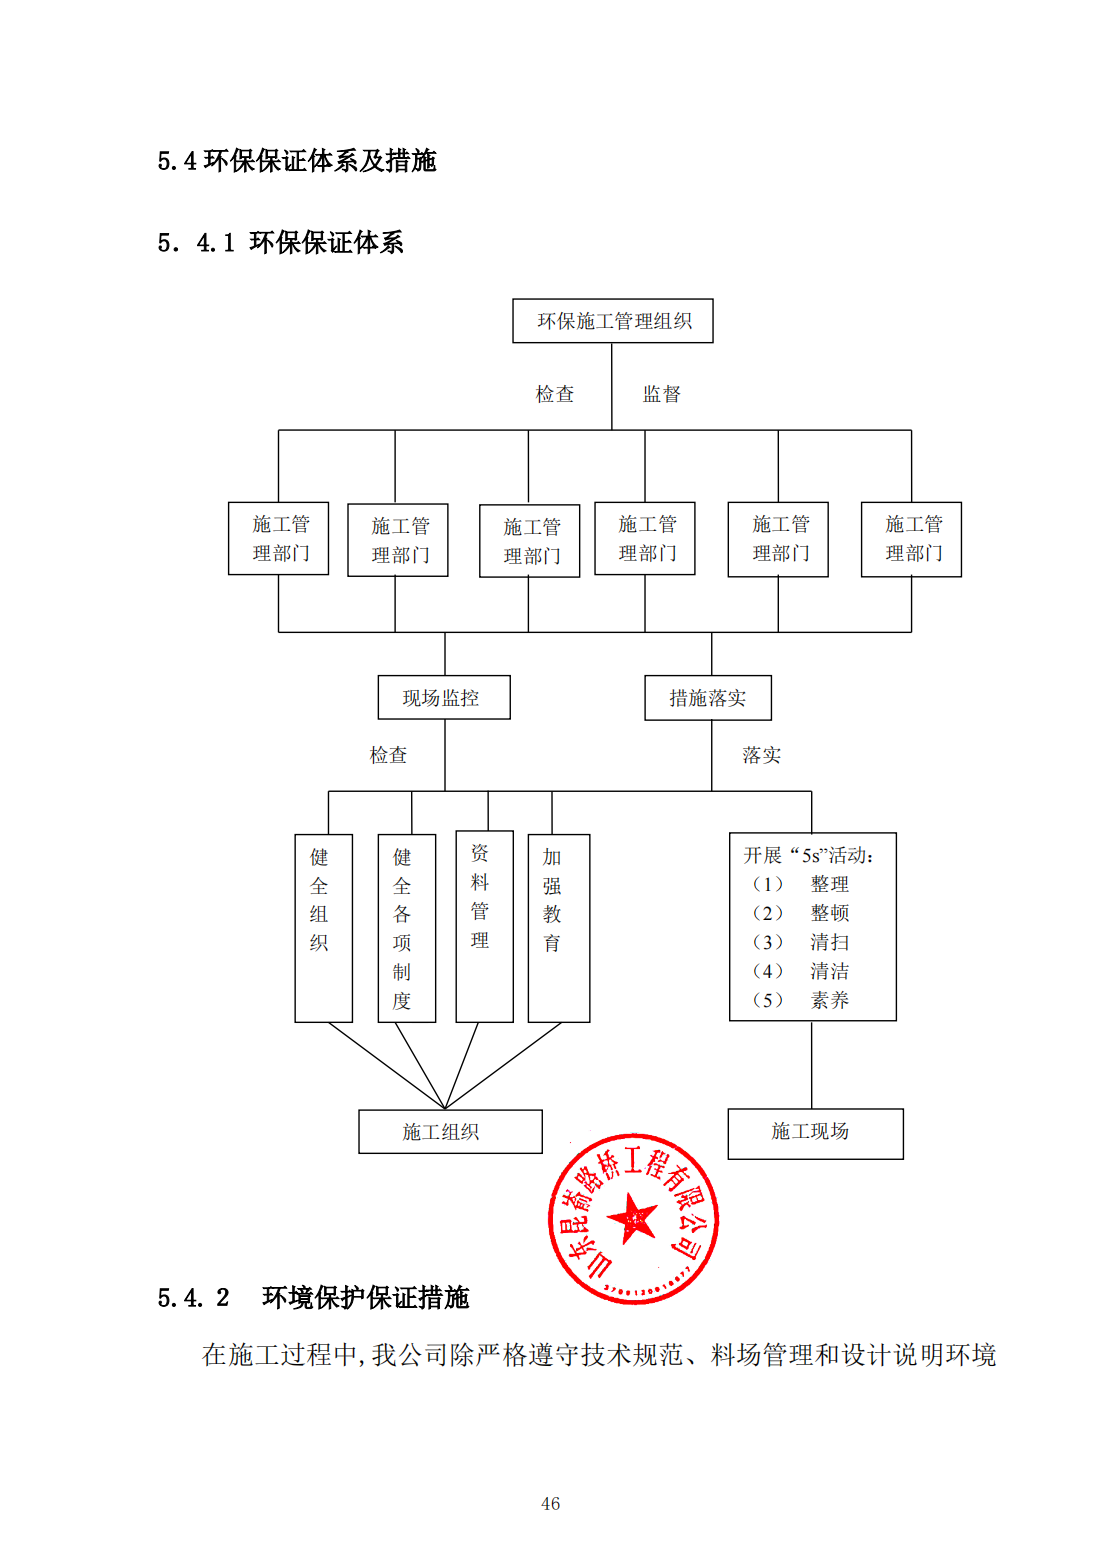 5.4 环保保证体系及措施
5. 4.1 环保保证体系
环保施工管理组织
检查 监督
施工管 施工管 施工管 施工管 施工管 施工管
理部门 理部门 理部门 理部门 理部门 理部门
现场监控 措施落实
检查 落实
健全组织
健全各项制度
资料管理
加强教育
开展“5s”活动：
（1） 整理
（2） 整顿
（3） 清扫
（4） 清洁
（5） 素养
施工组织 施工现场
山东昆嵛路桥工程有限公司
5.4. 2 环境保护保证措施
在施工过程中,我公司除严格遵守技术规范、料场管理和设计说明环境
46